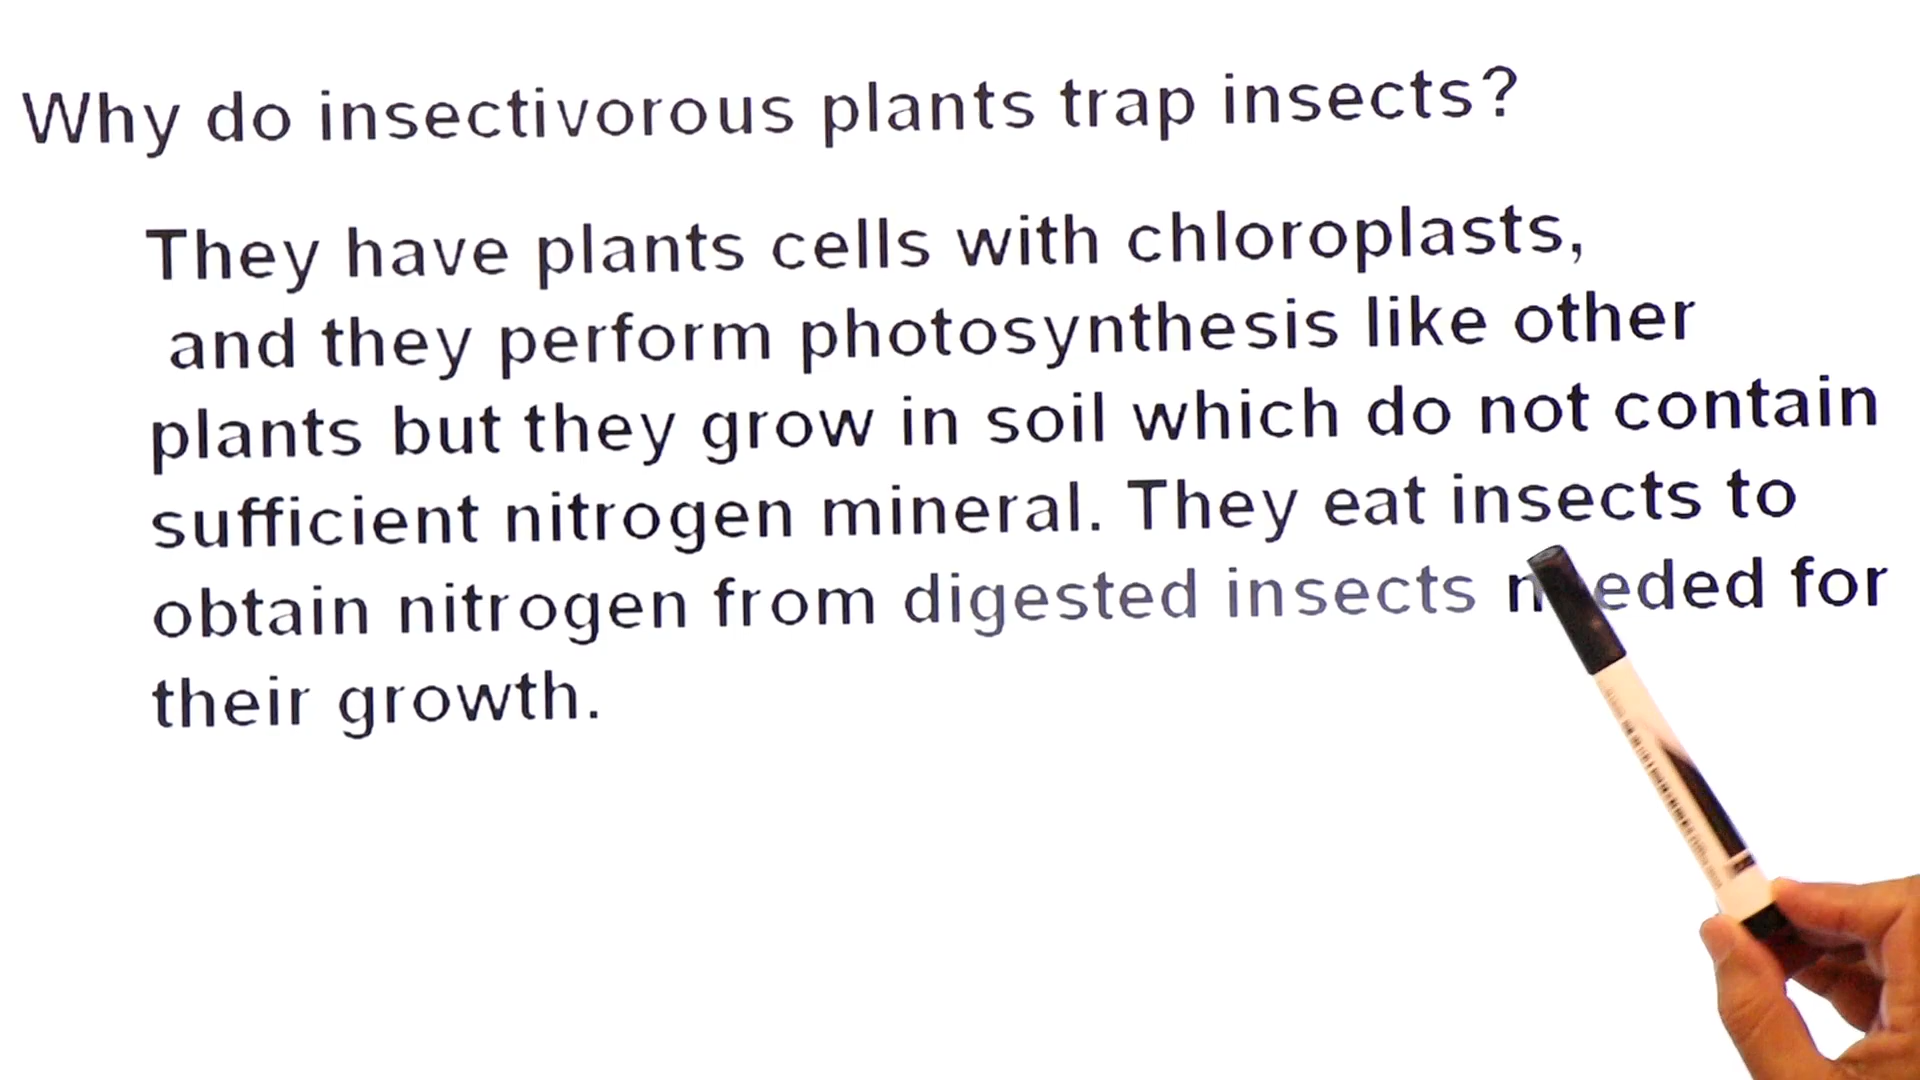 Why do insectivorous plants trap insects?
They have plants cells with chloroplasts,
and they perform photosynthesis like other
plants but they grow in soil which do not contain
sufficient nitrogen mineral. They eat insects to
obtain nitrogen from digested insects needed for
their growth.